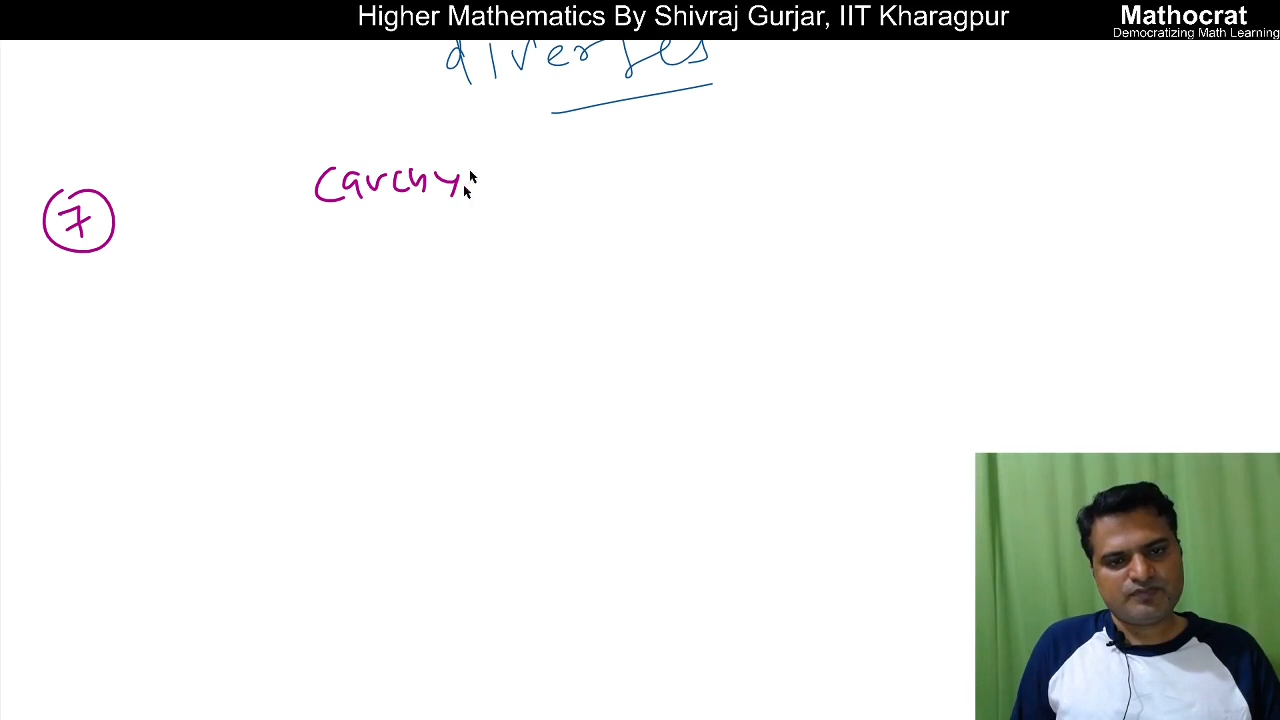 Higher Mathematics By Shivraj Gurjar, IIT Kharagpur
Mathocrat
Democratizing Math Learning
diverges
7
Cauchy